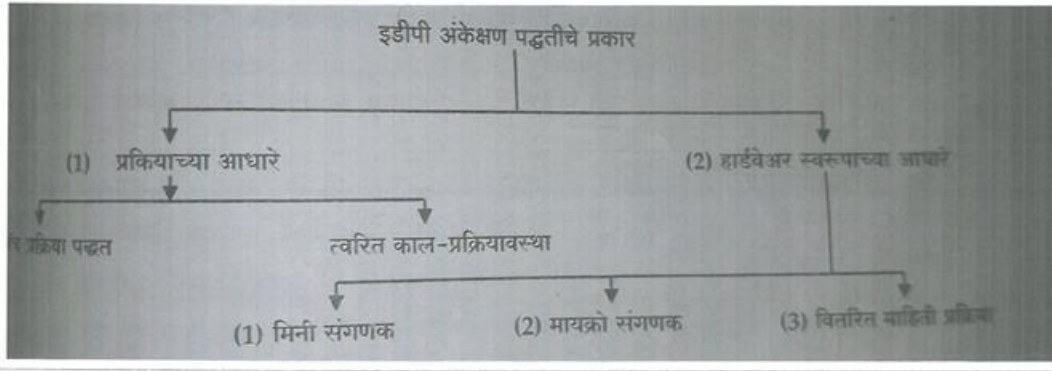 इडीपी अंकेक्षण पद्धतीचे प्रकार
(1) प्रकियाच्या आधारे
(2) हार्डवेअर स्वरूपाच्या आधारे
प्रक्रिया पद्धत
त्वरित काल-प्रक्रियावस्था
(1) मिनी संगणक
(2) मायक्रो संगणक
(3) वितरित माहिती प्रक्रिया